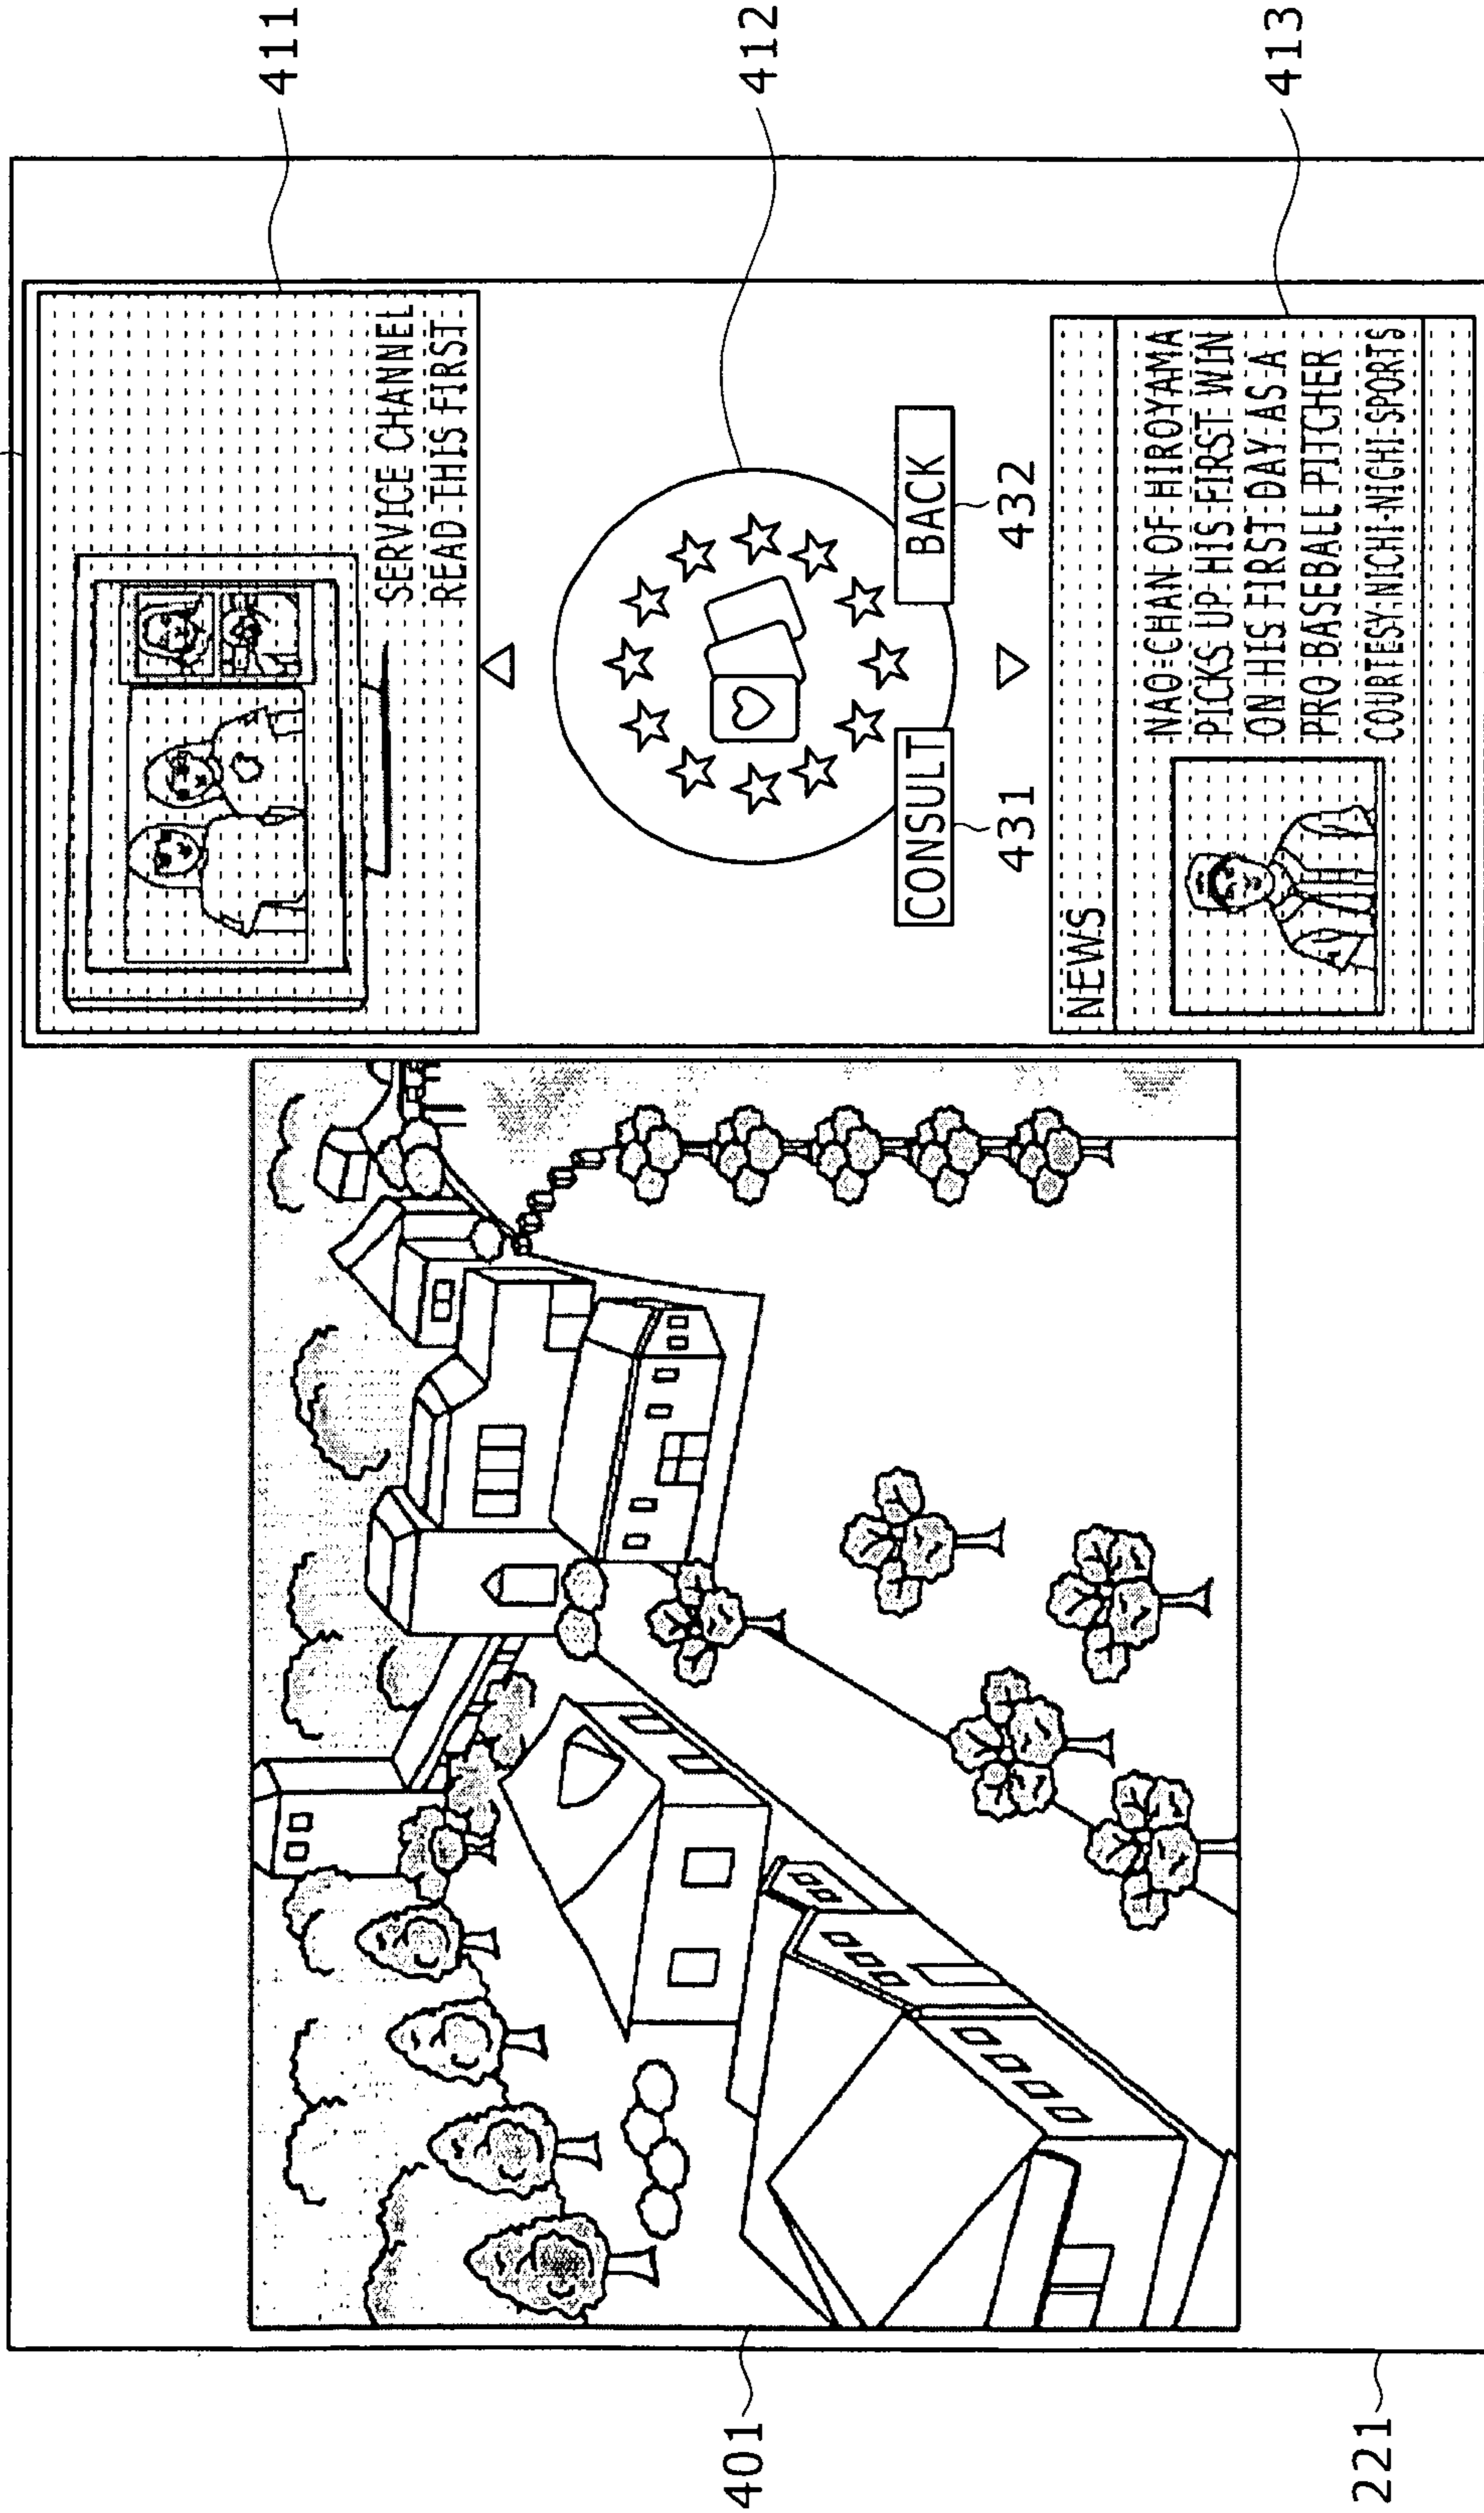 411
SERVICE CHANNEL
READ THIS FIRST
412
CONSULT
BACK
431
432
413
NEWS
NAO-CHAN OF HIROYAMA
PICKS UP HIS FIRST WIN
ON HIS FIRST DAY AS A
PRO BASEBALL PITCHER
COURTESY:NICHI NICHI SPORTS
401
221